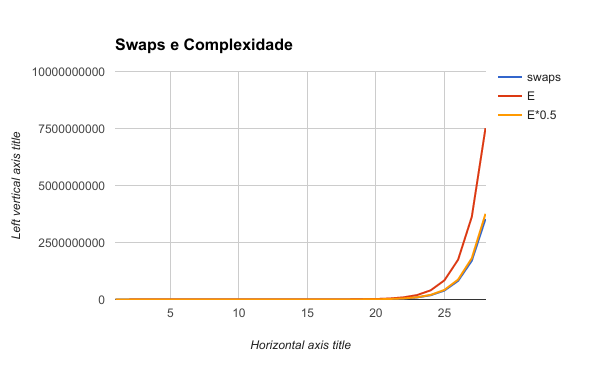 Swaps e Complexidade
10000000000
7500000000
5000000000
2500000000
0
Left vertical axis title
5
10
15
20
25
Horizontal axis title
swaps
E
E*0.5